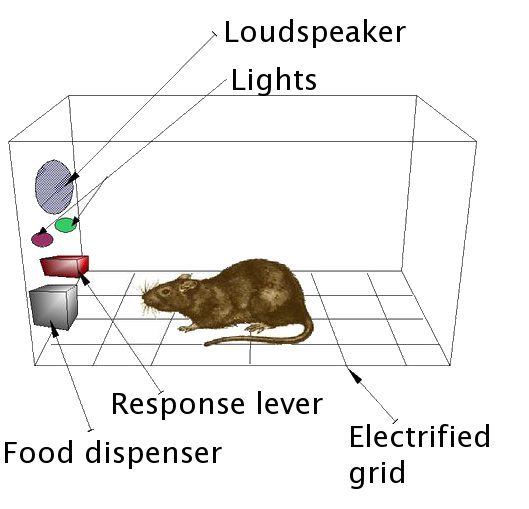 Loudspeaker
Lights
Response lever
Food dispenser
Electrified
grid